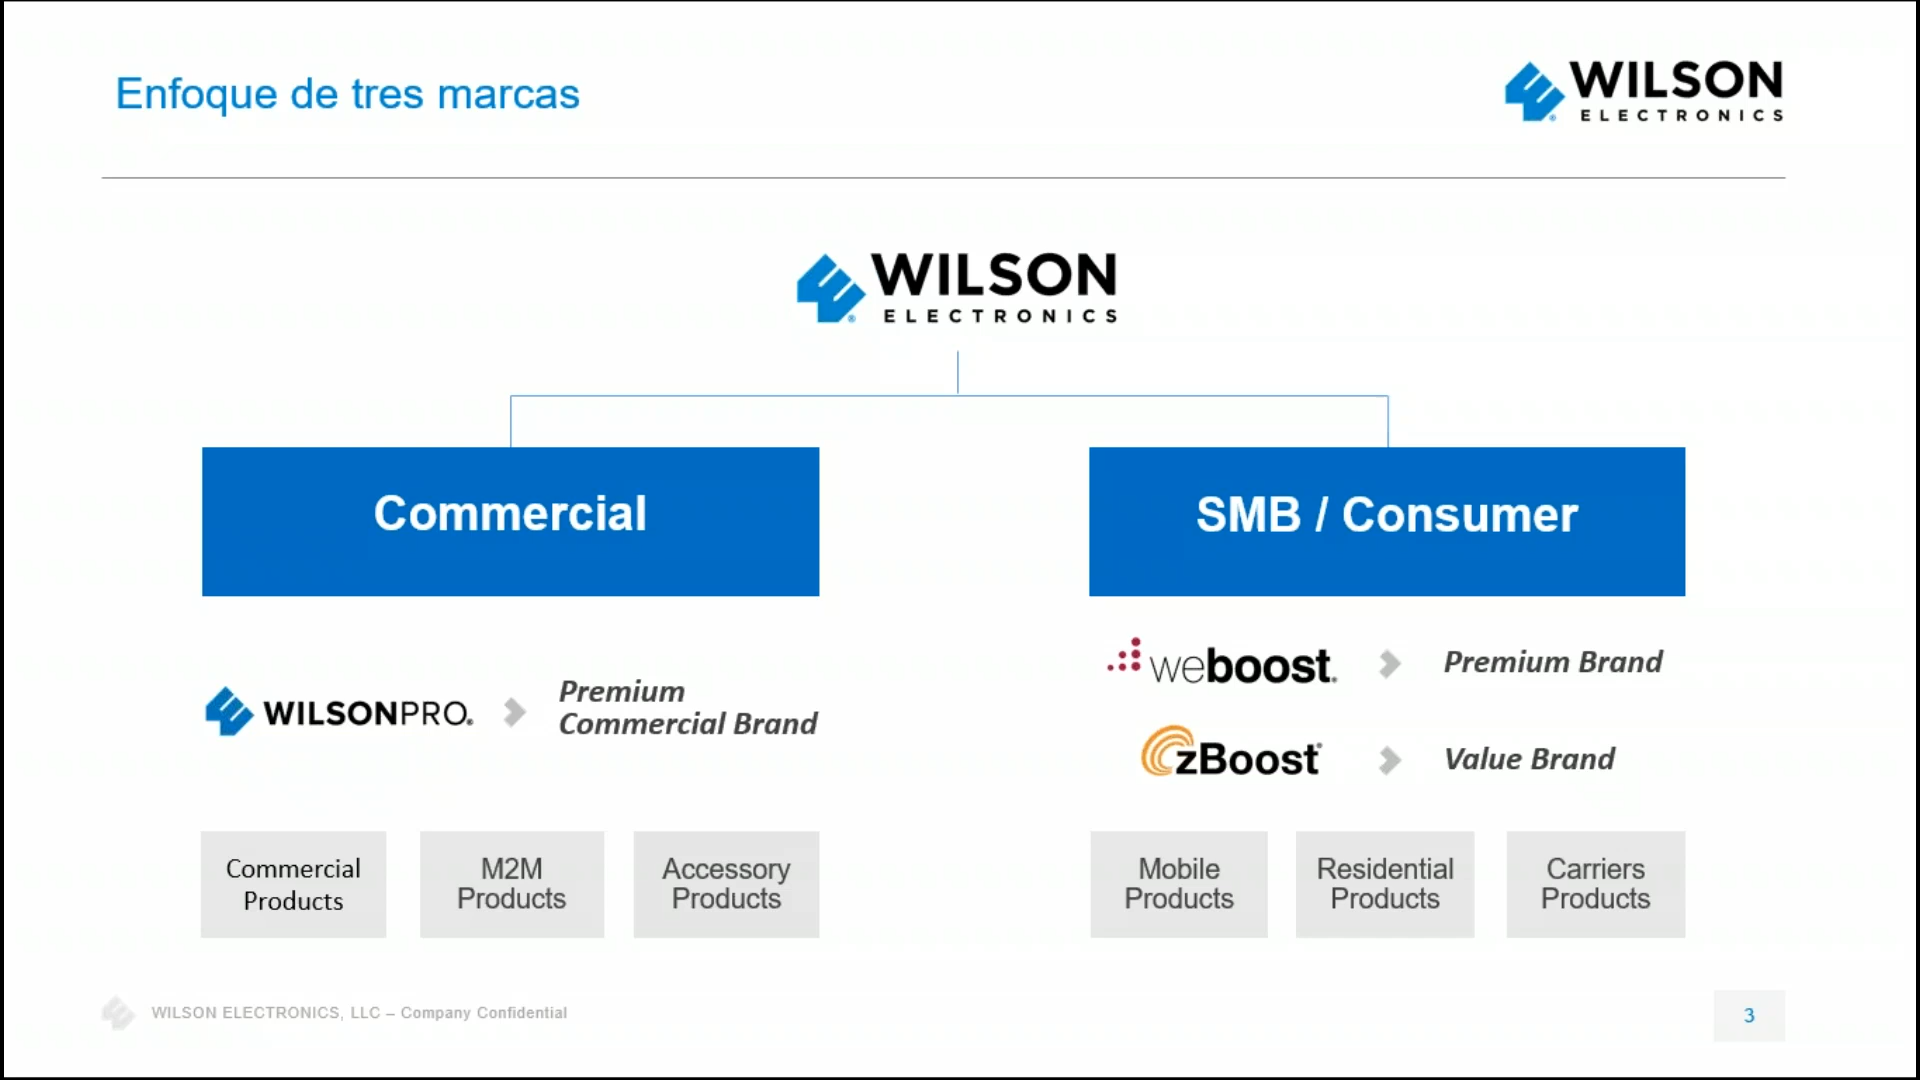 Enfoque de tres marcas
WILSON
ELECTRONICS
WILSON
ELECTRONICS
Commercial
SMB / Consumer
WILSONPRO®
Premium
Commercial Brand
weboost®
Premium Brand
zBoost®
Value Brand
Commercial
Products
M2M
Products
Accessory
Products
Mobile
Products
Residential
Products
Carriers
Products
WILSON ELECTRONICS, LLC – Company Confidential
3